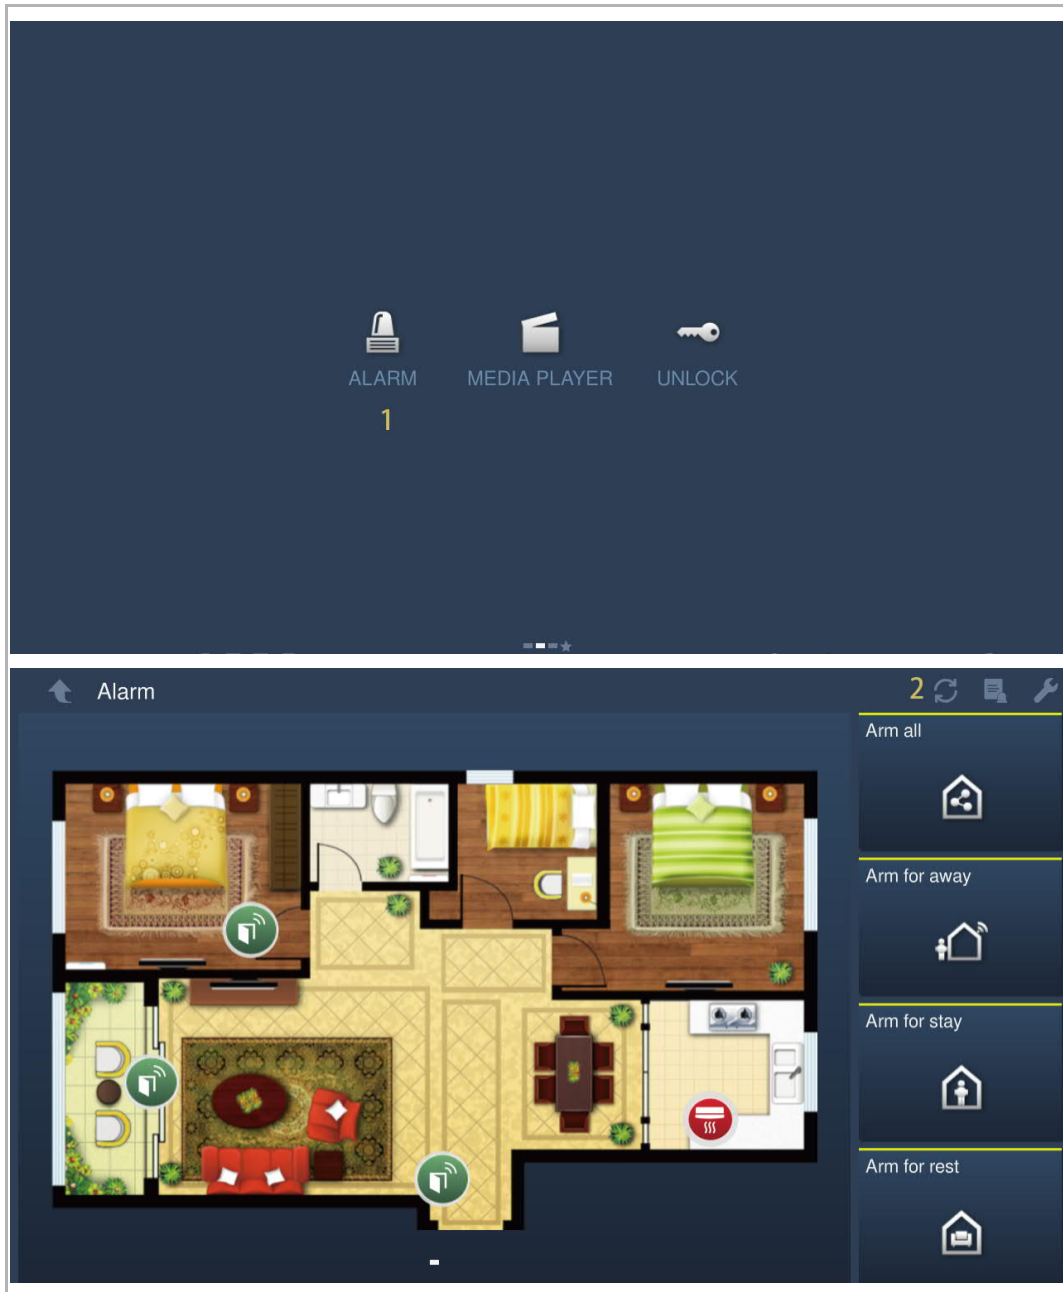 ALARM MEDIA PLAYER UNLOCK
1
Alarm 2
Arm all
Arm for away
Arm for stay
Arm for rest